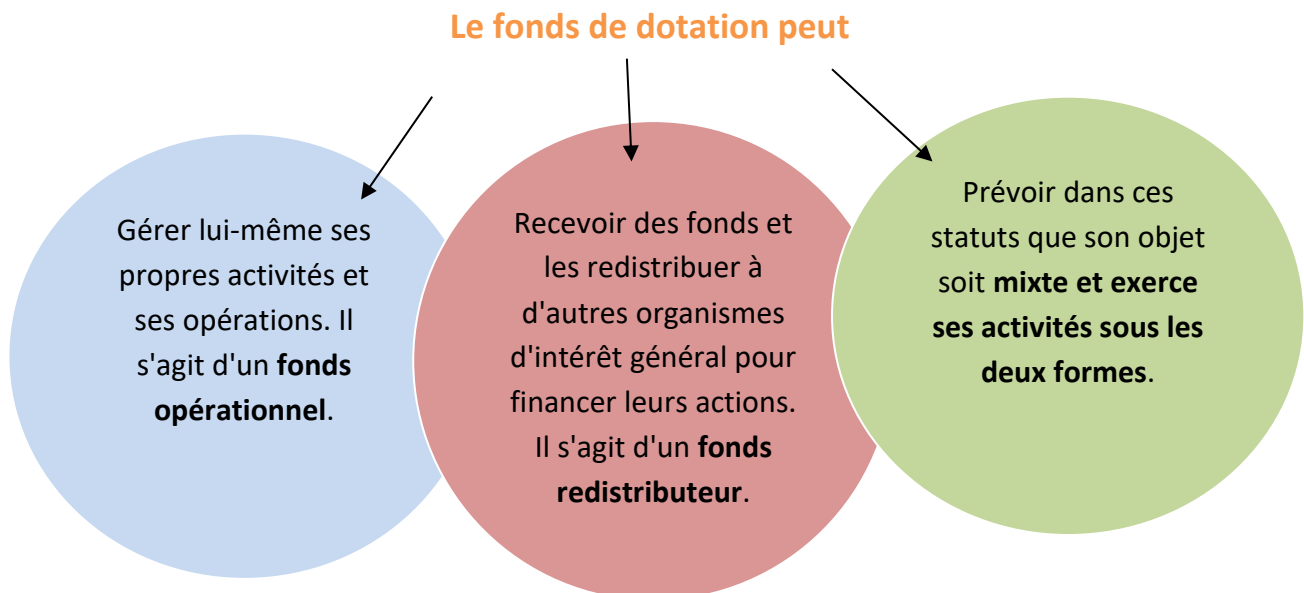 Le fonds de dotation peut
Gérer lui-même ses
propres activités et
ses opérations. Il
s'agit d'un fonds
opérationnel.
Recevoir des fonds et
les redistribuer à
d'autres organismes
d'intérêt général pour
financer leurs actions.
Il s'agit d'un fonds
redistributeur.
Prévoir dans ces
statuts que son objet
soit mixte et exerce
ses activités sous les
deux formes.